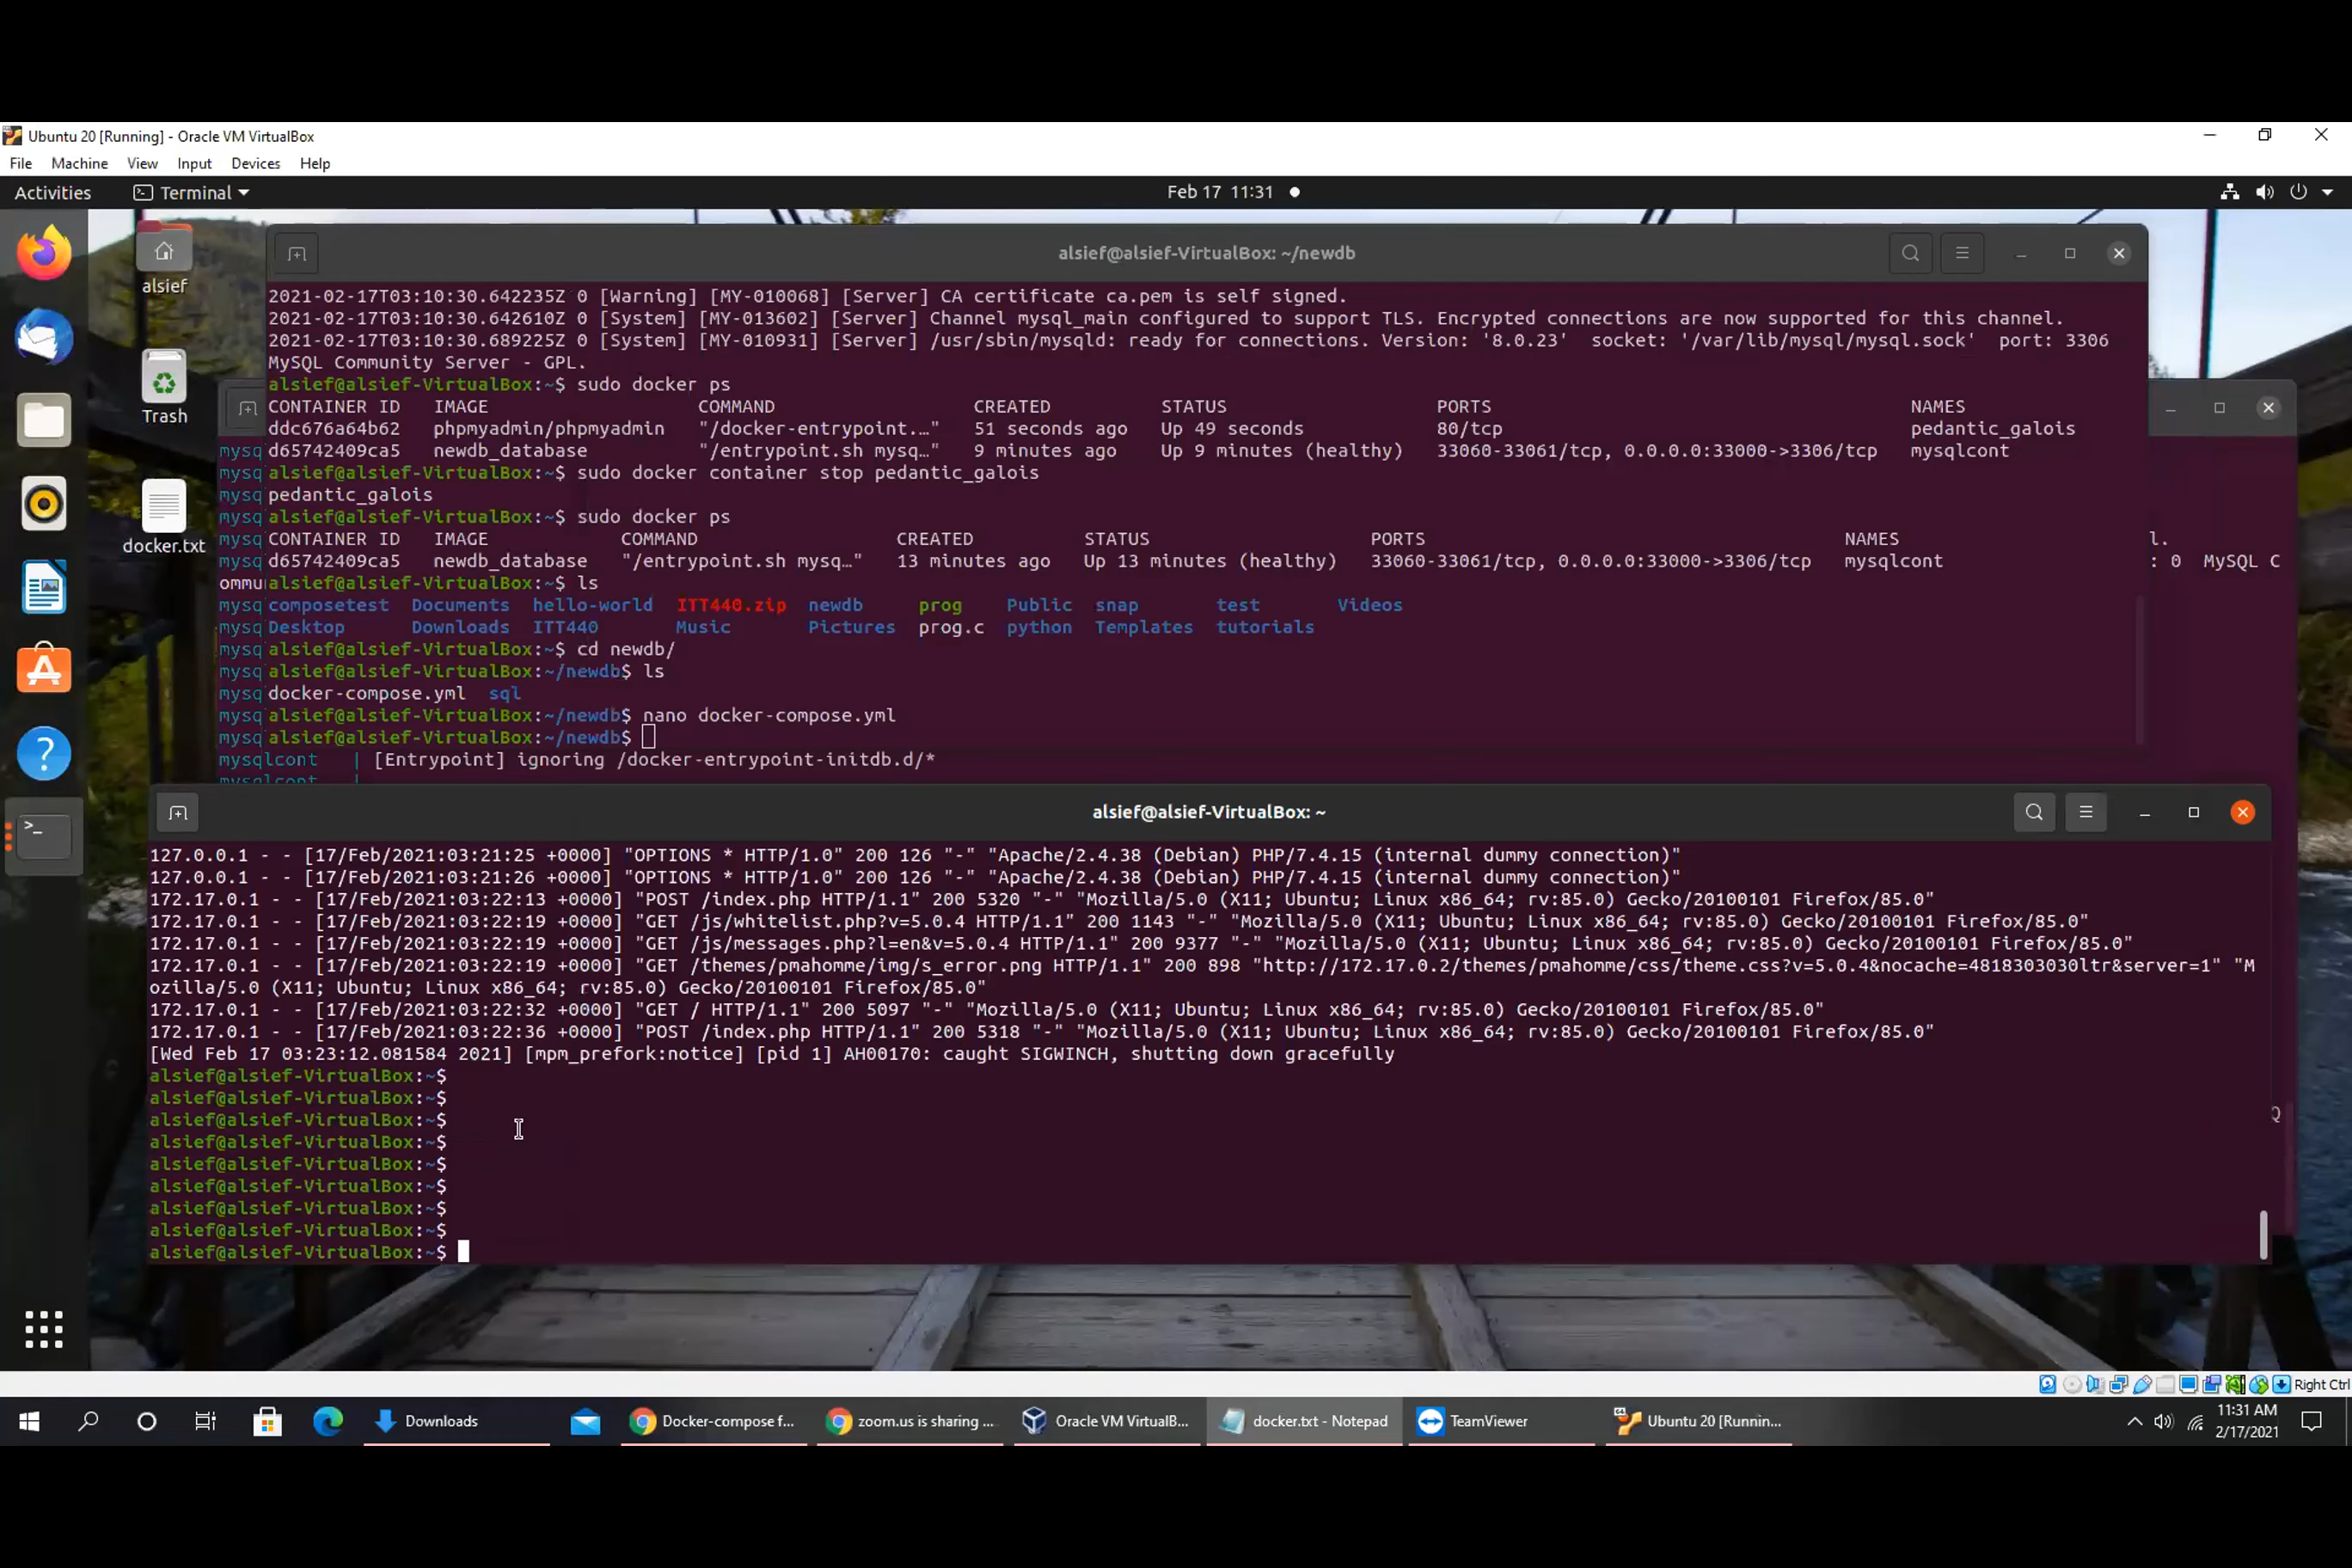 Ubuntu 20 [Running] - Oracle VM VirtualBox
File Machine View Input Devices Help
Activities Terminal Feb 17 11:31
alsief
Trash
docker.txt
alsief@alsief-VirtualBox: ~/newdb
2021-02-17T03:10:30.642235Z 0 [Warning] [MY-010068] [Server] CA certificate ca.pem is self signed.
2021-02-17T03:10:30.642610Z 0 [System] [MY-013602] [Server] Channel mysql_main configured to support TLS. Encrypted connections are now supported for this channel.
2021-02-17T03:10:30.689225Z 0 [System] [MY-010931] [Server] /usr/sbin/mysqld: ready for connections. Version: '8.0.23'  socket: '/var/lib/mysql/mysql.sock'  port: 3306
MySQL Community Server - GPL.
alsief@alsief-VirtualBox:~$ sudo docker ps
CONTAINER ID   IMAGE   COMMAND   CREATED   STATUS   PORTS   NAMES
ddc676a64b62   phpmyadmin/phpmyadmin   "/docker-entrypoint.…"   51 seconds ago   Up 49 seconds   80/tcp   pedantic_galois
mysq d65742409ca5   newdb_database   "/entrypoint.sh mysq…"   9 minutes ago   Up 9 minutes (healthy)   33060-33061/tcp, 0.0.0.0:33000->3306/tcp   mysqlcont
mysq alsief@alsief-VirtualBox:~$ sudo docker container stop pedantic_galois
mysq pedantic_galois
mysq alsief@alsief-VirtualBox:~$ sudo docker ps
mysq CONTAINER ID   IMAGE   COMMAND   CREATED   STATUS   PORTS   NAMES   l.
mysq d65742409ca5   newdb_database   "/entrypoint.sh mysq…"   13 minutes ago   Up 13 minutes (healthy)   33060-33061/tcp, 0.0.0.0:33000->3306/tcp   mysqlcont   : 0  MySQL C
ommu alsief@alsief-VirtualBox:~$ ls
mysq composetest  Documents  hello-world  ITT440.zip  newdb  prog  Public  snap  test  Videos
mysq Desktop  Downloads  ITT440  Music  Pictures  prog.c  python  Templates  tutorials
mysq alsief@alsief-VirtualBox:~$ cd newdb/
mysq alsief@alsief-VirtualBox:~/newdb$ ls
mysq docker-compose.yml  sql
mysq alsief@alsief-VirtualBox:~/newdb$ nano docker-compose.yml
mysq alsief@alsief-VirtualBox:~/newdb$
mysqlcont | [Entrypoint] ignoring /docker-entrypoint-initdb.d/*
mysqlcont |
alsief@alsief-VirtualBox: ~
127.0.0.1 - - [17/Feb/2021:03:21:25 +0000] "OPTIONS * HTTP/1.0" 200 126 "-" "Apache/2.4.38 (Debian) PHP/7.4.15 (internal dummy connection)"
127.0.0.1 - - [17/Feb/2021:03:21:26 +0000] "OPTIONS * HTTP/1.0" 200 126 "-" "Apache/2.4.38 (Debian) PHP/7.4.15 (internal dummy connection)"
172.17.0.1 - - [17/Feb/2021:03:22:13 +0000] "POST /index.php HTTP/1.1" 200 5320 "-" "Mozilla/5.0 (X11; Ubuntu; Linux x86_64; rv:85.0) Gecko/20100101 Firefox/85.0"
172.17.0.1 - - [17/Feb/2021:03:22:19 +0000] "GET /js/whitelist.php?v=5.0.4 HTTP/1.1" 200 1143 "-" "Mozilla/5.0 (X11; Ubuntu; Linux x86_64; rv:85.0) Gecko/20100101 Firefox/85.0"
172.17.0.1 - - [17/Feb/2021:03:22:19 +0000] "GET /js/messages.php?l=en&v=5.0.4 HTTP/1.1" 200 9377 "-" "Mozilla/5.0 (X11; Ubuntu; Linux x86_64; rv:85.0) Gecko/20100101 Firefox/85.0"
172.17.0.1 - - [17/Feb/2021:03:22:19 +0000] "GET /themes/pmahomme/img/s_error.png HTTP/1.1" 200 898 "http://172.17.0.2/themes/pmahomme/css/theme.css?v=5.0.4&nocache=4818303030ltr&server=1" "M
ozilla/5.0 (X11; Ubuntu; Linux x86_64; rv:85.0) Gecko/20100101 Firefox/85.0"
172.17.0.1 - - [17/Feb/2021:03:22:32 +0000] "GET / HTTP/1.1" 200 5097 "-" "Mozilla/5.0 (X11; Ubuntu; Linux x86_64; rv:85.0) Gecko/20100101 Firefox/85.0"
172.17.0.1 - - [17/Feb/2021:03:22:36 +0000] "POST /index.php HTTP/1.1" 200 5318 "-" "Mozilla/5.0 (X11; Ubuntu; Linux x86_64; rv:85.0) Gecko/20100101 Firefox/85.0"
[Wed Feb 17 03:23:12.081584 2021] [mpm_prefork:notice] [pid 1] AH00170: caught SIGWINCH, shutting down gracefully
alsief@alsief-VirtualBox:~$
alsief@alsief-VirtualBox:~$
alsief@alsief-VirtualBox:~$
alsief@alsief-VirtualBox:~$
alsief@alsief-VirtualBox:~$
alsief@alsief-VirtualBox:~$
alsief@alsief-VirtualBox:~$
alsief@alsief-VirtualBox:~$
alsief@alsief-VirtualBox:~$
Right Ctrl
Downloads
Docker-compose f...
zoom.us is sharing ...
Oracle VM VirtualB...
docker.txt - Notepad
TeamViewer
Ubuntu 20 [Runnin...
11:31 AM
2/17/2021